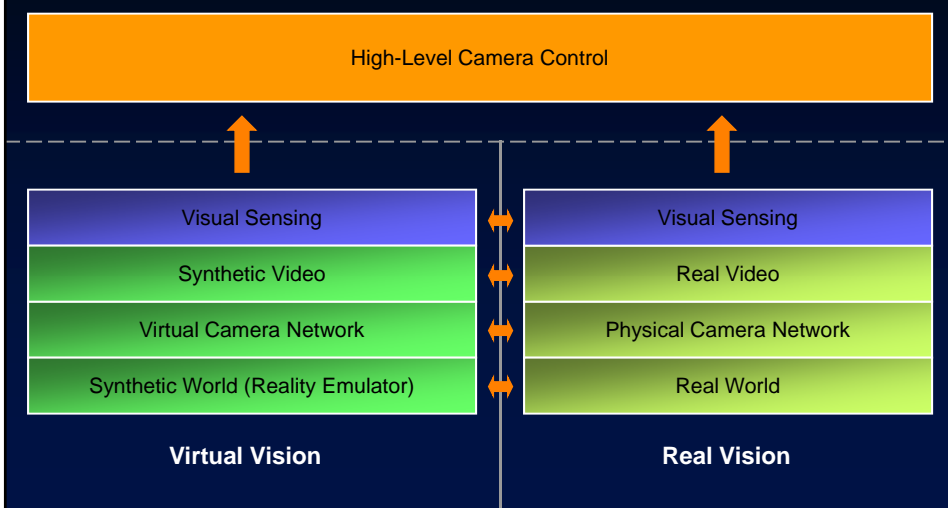 High-Level Camera Control
Visual Sensing
Synthetic Video
Virtual Camera Network
Synthetic World (Reality Emulator)
Virtual Vision
Visual Sensing
Real Video
Physical Camera Network
Real World
Real Vision